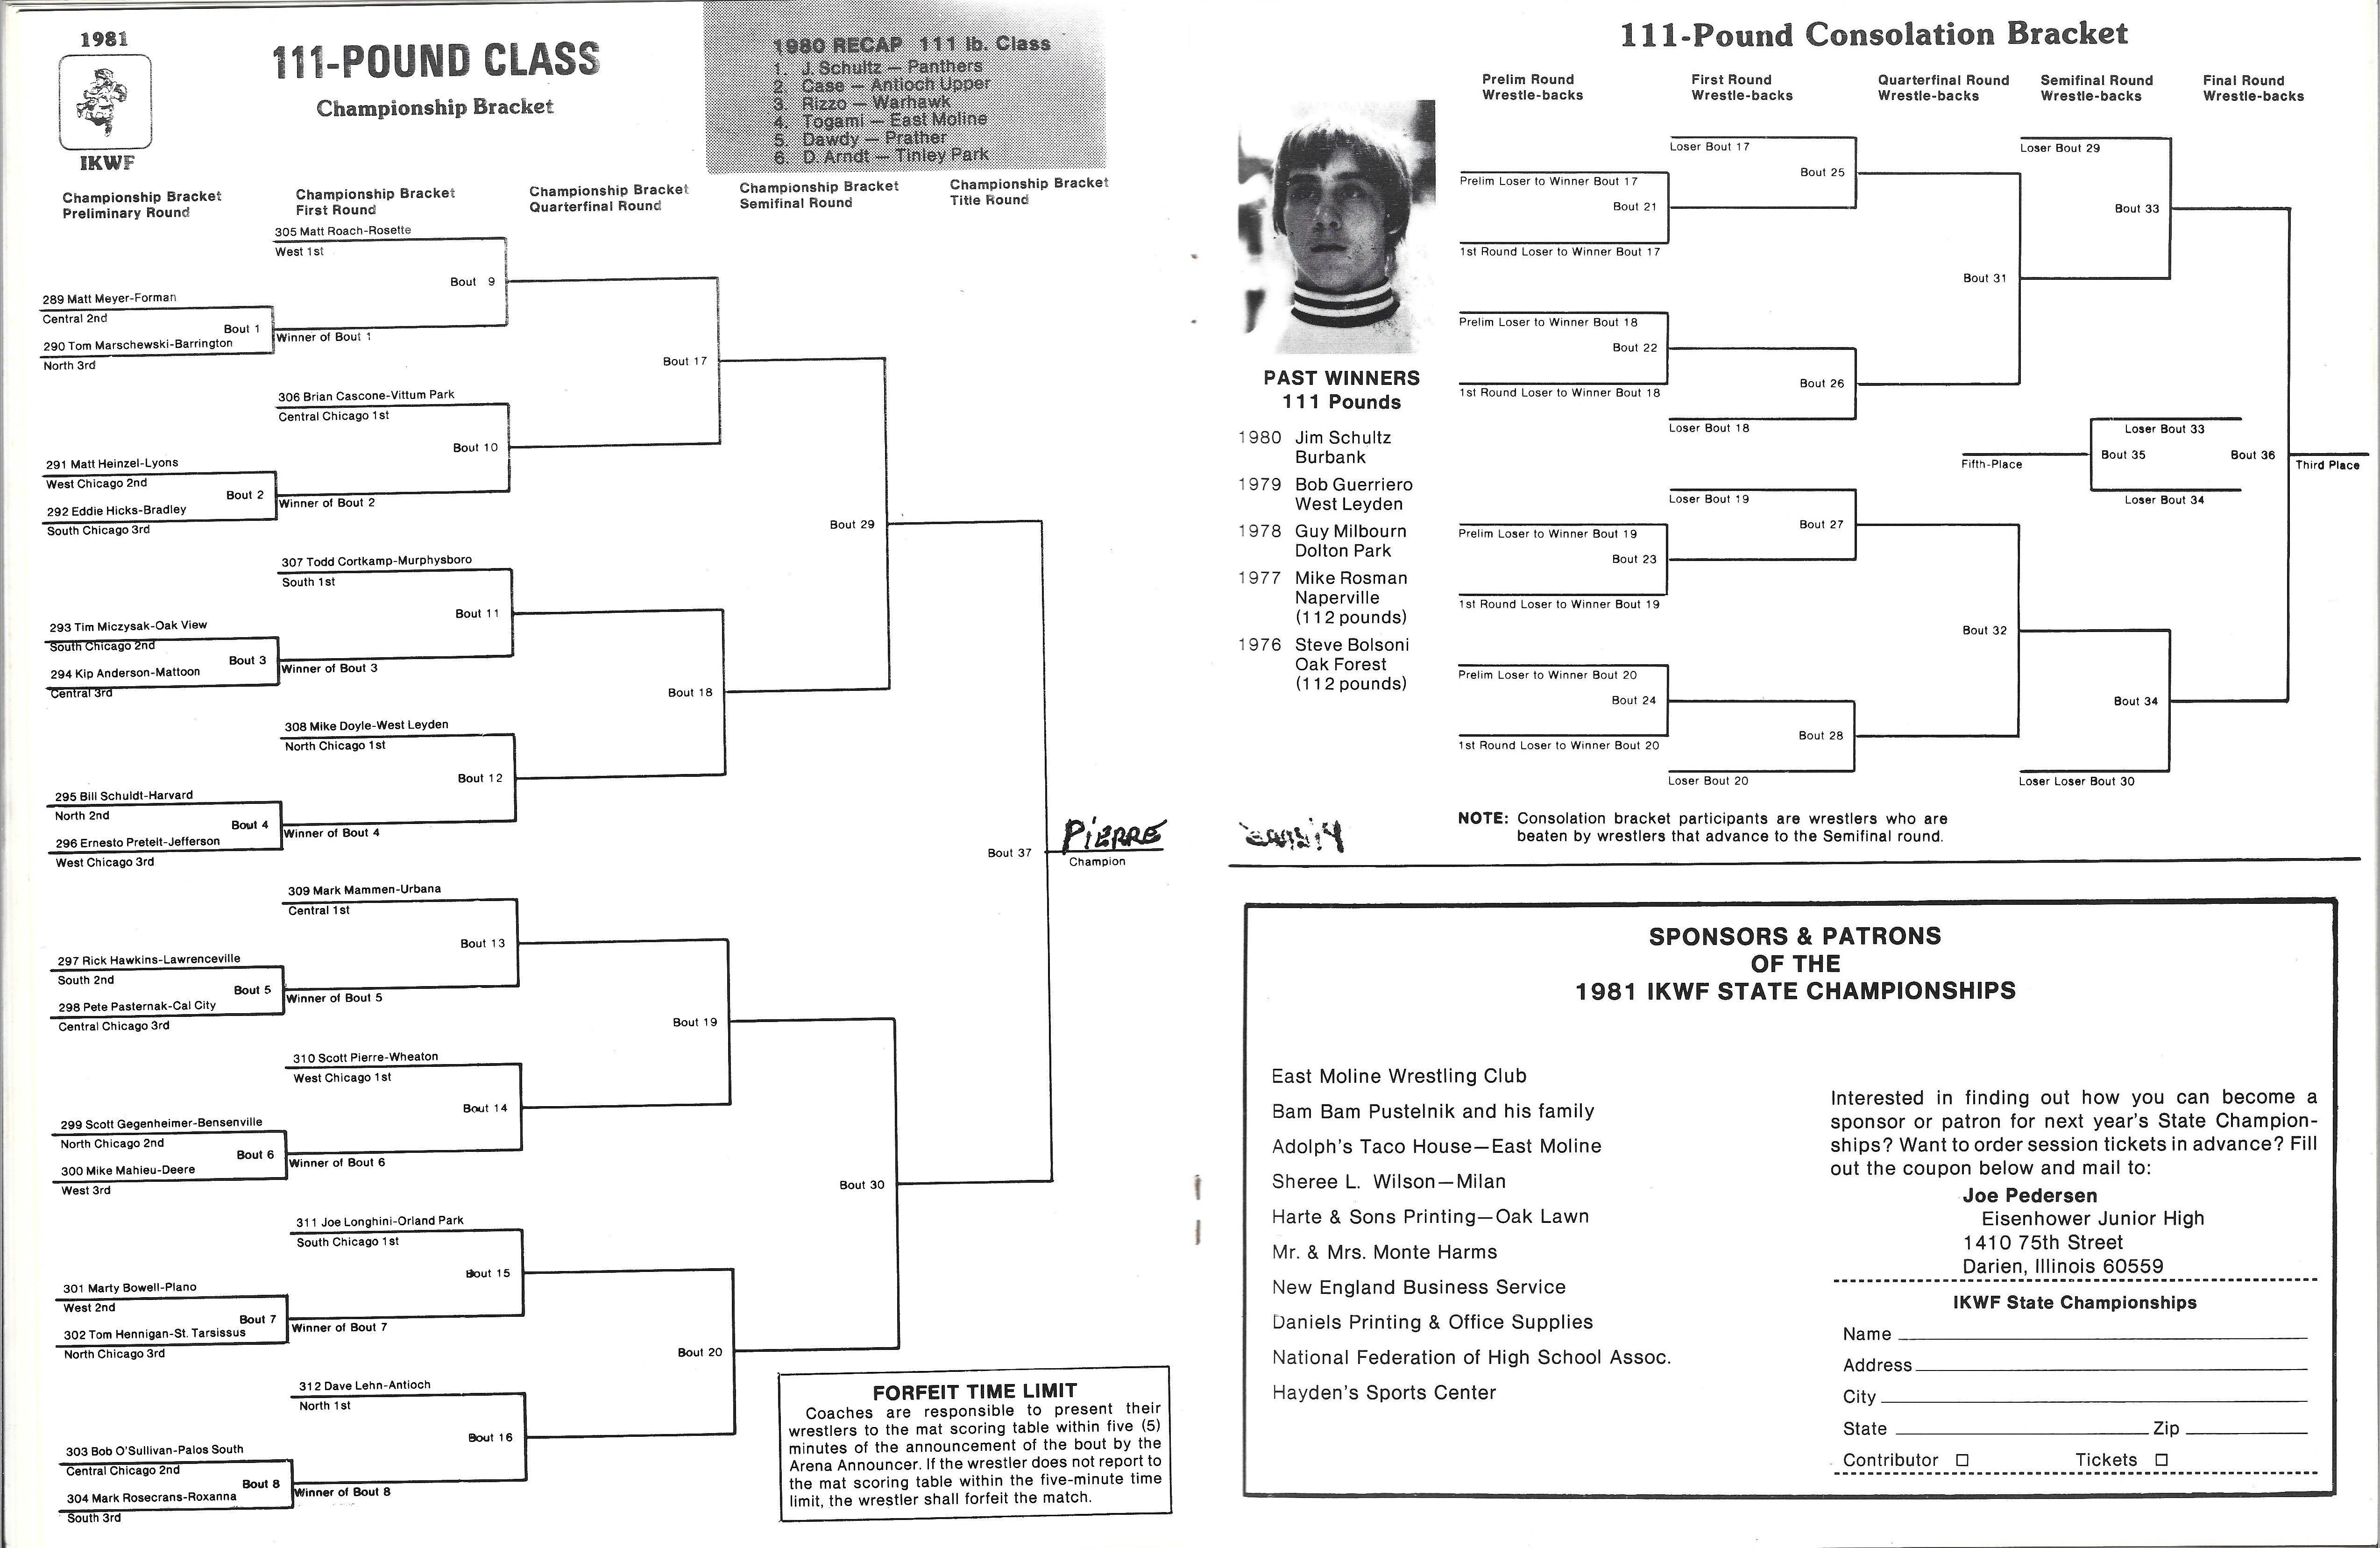 1981
IKWF
111-POUND CLASS
Championship Bracket
1980 RECAP 111 lb. Class
1. J. Schultz — Panthers
2. Case — Antioch Upper
3. Rizzo — Warhawk
4. Togami — East Moline
5. Dawdy — Prather
6. D. Arndt — Tinley Park
Championship Bracket
Preliminary Round
Championship Bracket
First Round
Championship Bracket
Quarterfinal Round
Championship Bracket
Semifinal Round
Championship Bracket
Title Round
305 Matt Roach-Rosette
West 1st
Bout 9
289 Matt Meyer-Forman
Central 2nd
Bout 1
290 Tom Marschewski-Barrington
North 3rd
Winner of Bout 1
Bout 17
306 Brian Cascone-Vittum Park
Central Chicago 1st
Bout 10
291 Matt Heinzel-Lyons
West Chicago 2nd
Bout 2
292 Eddie Hicks-Bradley
South Chicago 3rd
Winner of Bout 2
Bout 29
307 Todd Cortkamp-Murphysboro
South 1st
Bout 11
293 Tim Miczysak-Oak View
South Chicago 2nd
Bout 3
294 Kip Anderson-Mattoon
Central 3rd
Winner of Bout 3
Bout 18
308 Mike Doyle-West Leyden
North Chicago 1st
Bout 12
295 Bill Schuldt-Harvard
North 2nd
Bout 4
296 Ernesto Pretelt-Jefferson
West Chicago 3rd
Winner of Bout 4
Bout 37
PIERRE
Champion
309 Mark Mammen-Urbana
Central 1st
Bout 13
297 Rick Hawkins-Lawrenceville
South 2nd
Bout 5
298 Pete Pasternak-Cal City
Central Chicago 3rd
Winner of Bout 5
Bout 19
310 Scott Pierre-Wheaton
West Chicago 1st
Bout 14
299 Scott Gegenheimer-Bensenville
North Chicago 2nd
Bout 6
300 Mike Mahieu-Deere
West 3rd
Winner of Bout 6
Bout 30
311 Joe Longhini-Orland Park
South Chicago 1st
Bout 15
301 Marty Bowell-Plano
West 2nd
Bout 7
302 Tom Hennigan-St. Tarsissus
North Chicago 3rd
Winner of Bout 7
Bout 20
312 Dave Lehn-Antioch
North 1st
Bout 16
303 Bob O'Sullivan-Palos South
Central Chicago 2nd
Bout 8
304 Mark Rosecrans-Roxanna
South 3rd
Winner of Bout 8
FORFEIT TIME LIMIT
Coaches are responsible to present their
wrestlers to the mat scoring table within five (5)
minutes of the announcement of the bout by the
Arena Announcer. If the wrestler does not report to
the mat scoring table within the five-minute time
limit, the wrestler shall forfeit the match.
111-Pound Consolation Bracket
Prelim Round
Wrestle-backs
First Round
Wrestle-backs
Quarterfinal Round
Wrestle-backs
Semifinal Round
Wrestle-backs
Final Round
Wrestle-backs
PAST WINNERS
111 Pounds
1980 Jim Schultz
Burbank
1979 Bob Guerriero
West Leyden
1978 Guy Milbourn
Dolton Park
1977 Mike Rosman
Naperville
(112 pounds)
1976 Steve Bolsoni
Oak Forest
(112 pounds)
Loser Bout 17
Bout 25
Prelim Loser to Winner Bout 17
Bout 21
1st Round Loser to Winner Bout 17
Loser Bout 29
Bout 33
Bout 31
Prelim Loser to Winner Bout 18
Bout 22
1st Round Loser to Winner Bout 18
Bout 26
Loser Bout 18
Loser Bout 33
Fifth-Place
Bout 35
Bout 36
Third Place
Loser Bout 34
Loser Bout 19
Bout 27
Prelim Loser to Winner Bout 19
Bout 23
1st Round Loser to Winner Bout 19
Bout 32
Prelim Loser to Winner Bout 20
Bout 24
1st Round Loser to Winner Bout 20
Bout 28
Loser Bout 20
Bout 34
Loser Loser Bout 30
NOTE: Consolation bracket participants are wrestlers who are
beaten by wrestlers that advance to the Semifinal round.
SPONSORS & PATRONS
OF THE
1981 IKWF STATE CHAMPIONSHIPS
East Moline Wrestling Club
Bam Bam Pustelnik and his family
Adolph's Taco House—East Moline
Sheree L. Wilson—Milan
Harte & Sons Printing—Oak Lawn
Mr. & Mrs. Monte Harms
New England Business Service
Daniels Printing & Office Supplies
National Federation of High School Assoc.
Hayden's Sports Center
Interested in finding out how you can become a
sponsor or patron for next year's State Champion-
ships? Want to order session tickets in advance? Fill
out the coupon below and mail to:
Joe Pedersen
Eisenhower Junior High
1410 75th Street
Darien, Illinois 60559
IKWF State Championships
Name
Address
City
State Zip
Contributor □ Tickets □